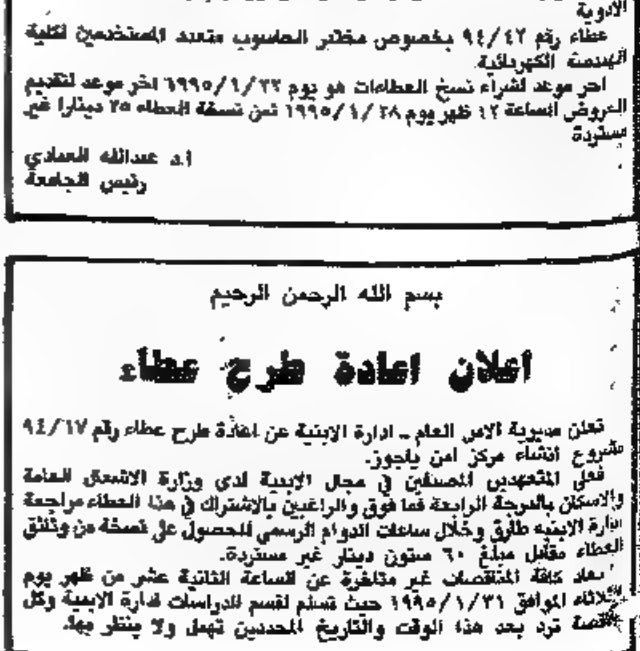 الادوية
عطاء رقم ٩٤/٤٢ بخصوص مختبر الحاسوب متعدد المستخدمين لكلية
الهندسة الكهربائية
اخر موعد لشراء نسخ العطاءات هو يوم ١٩٩٥/١/٢٢ اخر موعد لتقديم
العروض الساعة ١٢ ظهر يوم ١٩٩٥/١/٢٨ ثمن نسخة العطاء ٢٥ دينارا غير
مستردة
أ.د عبدالله العبادي
رئيس الجامعة
بسم الله الرحمن الرحيم
اعلان اعادة طرح عطاء
تعلن مديرية الامن العام - ادارة الابنية عن اعادة طرح عطاء رقم ٩٤/١٧
مشروع انشاء مركز امن ياجوز.
فعلى المتعهدين المصنفين في مجال الابنية لدى وزارة الاشغال العامة
والاسكان بالدرجة الرابعة فما فوق والراغبين بالاشتراك في هذا العطاء مراجعة
ادارة الابنيه طارق وخلال ساعات الدوام الرسمي للحصول على نسخة من وثائق
العطاء مقابل مبلغ ٦٠ ستون دينار غير مستردة.
تعاد كافة المناقصات غير متاخرة عن الساعة الثانية عشر من ظهر يوم
الثلاثاء الموافق ١٩٩٥/١/٣١ حيث تسلم لقسم الدراسات ادارة الابنية وكل
مناقصة ترد بعد هذا الوقت والتاريخ المحددين تهمل ولا ينظر بها.